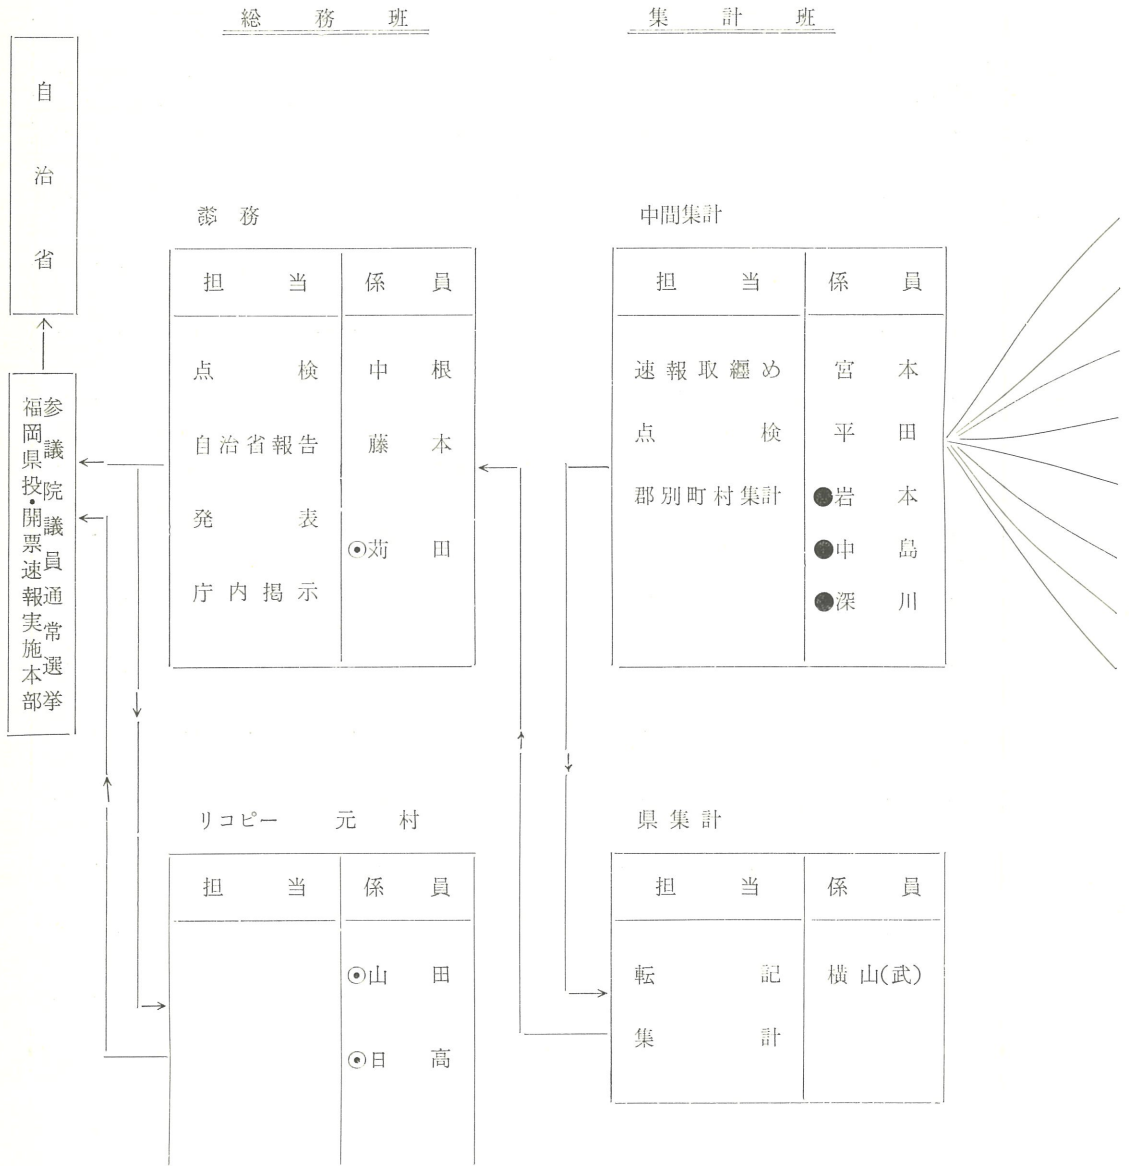 総務班
集計班
自治省
参議院議員通常選挙
福岡県投・開票速報実施本部
務
担当 係員
点検 中根
自治省報告 藤本
発表
⦿苅田
庁内掲示
中間集計
担当 係員
速報取纒め 宮本
点検 平田
郡別町村集計 ●岩本
●中島
●深川
リコピー 元村
担当 係員
⦿山田
⦿日高
県集計
担当 係員
転記 横山(武)
集計